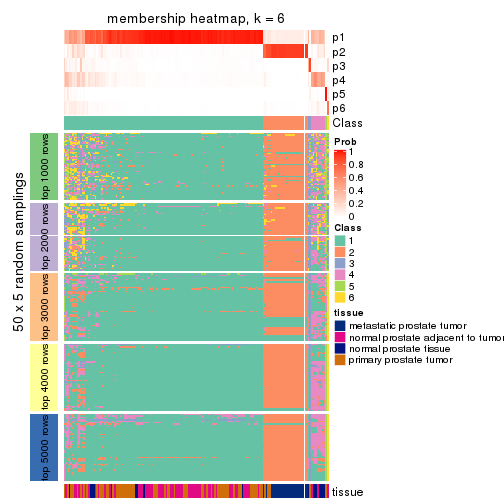 membership heatmap, k = 6
p1
p2
p3
p4
p5
p6
Class
50 x 5 random samplings
top 1000 rows
top 2000 rows
top 3000 rows
top 4000 rows
top 5000 rows
Prob
1
0.8
0.6
0.4
0.2
0
Class
1
2
3
4
5
6
tissue
metastatic prostate tumor
normal prostate adjacent to tumor
normal prostate tissue
primary prostate tumor
tissue